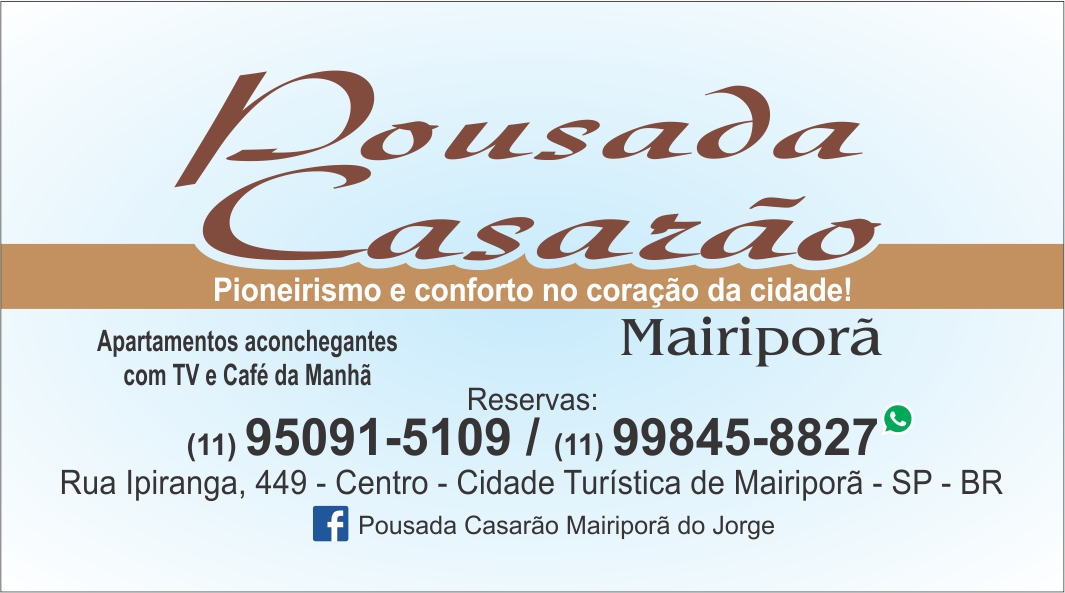 Pousada
Casarão
Pioneirismo e conforto no coração da cidade!
Mairiporã
Apartamentos aconchegantes
com TV e Café da Manhã
Reservas:
(11) 95091-5109 / (11) 99845-8827
Rua Ipiranga, 449 - Centro - Cidade Turística de Mairiporã - SP - BR
f Pousada Casarão Mairiporã do Jorge